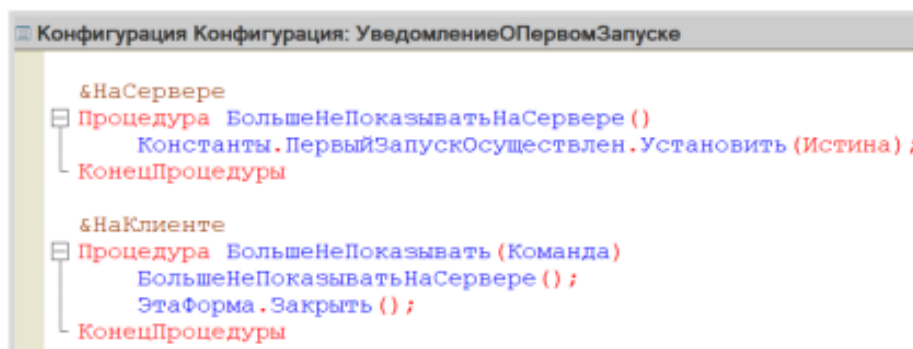 Конфигурация Конфигурация: УведомлениеОПервомЗапуске
&НаСервере
Процедура БольшеНеПоказыватьНаСервере()
Константы.ПервыйЗапускОсуществлен.Установить(Истина);
КонецПроцедуры
&НаКлиенте
Процедура БольшеНеПоказывать(Команда)
БольшеНеПоказыватьНаСервере();
ЭтаФорма.Закрыть();
КонецПроцедуры